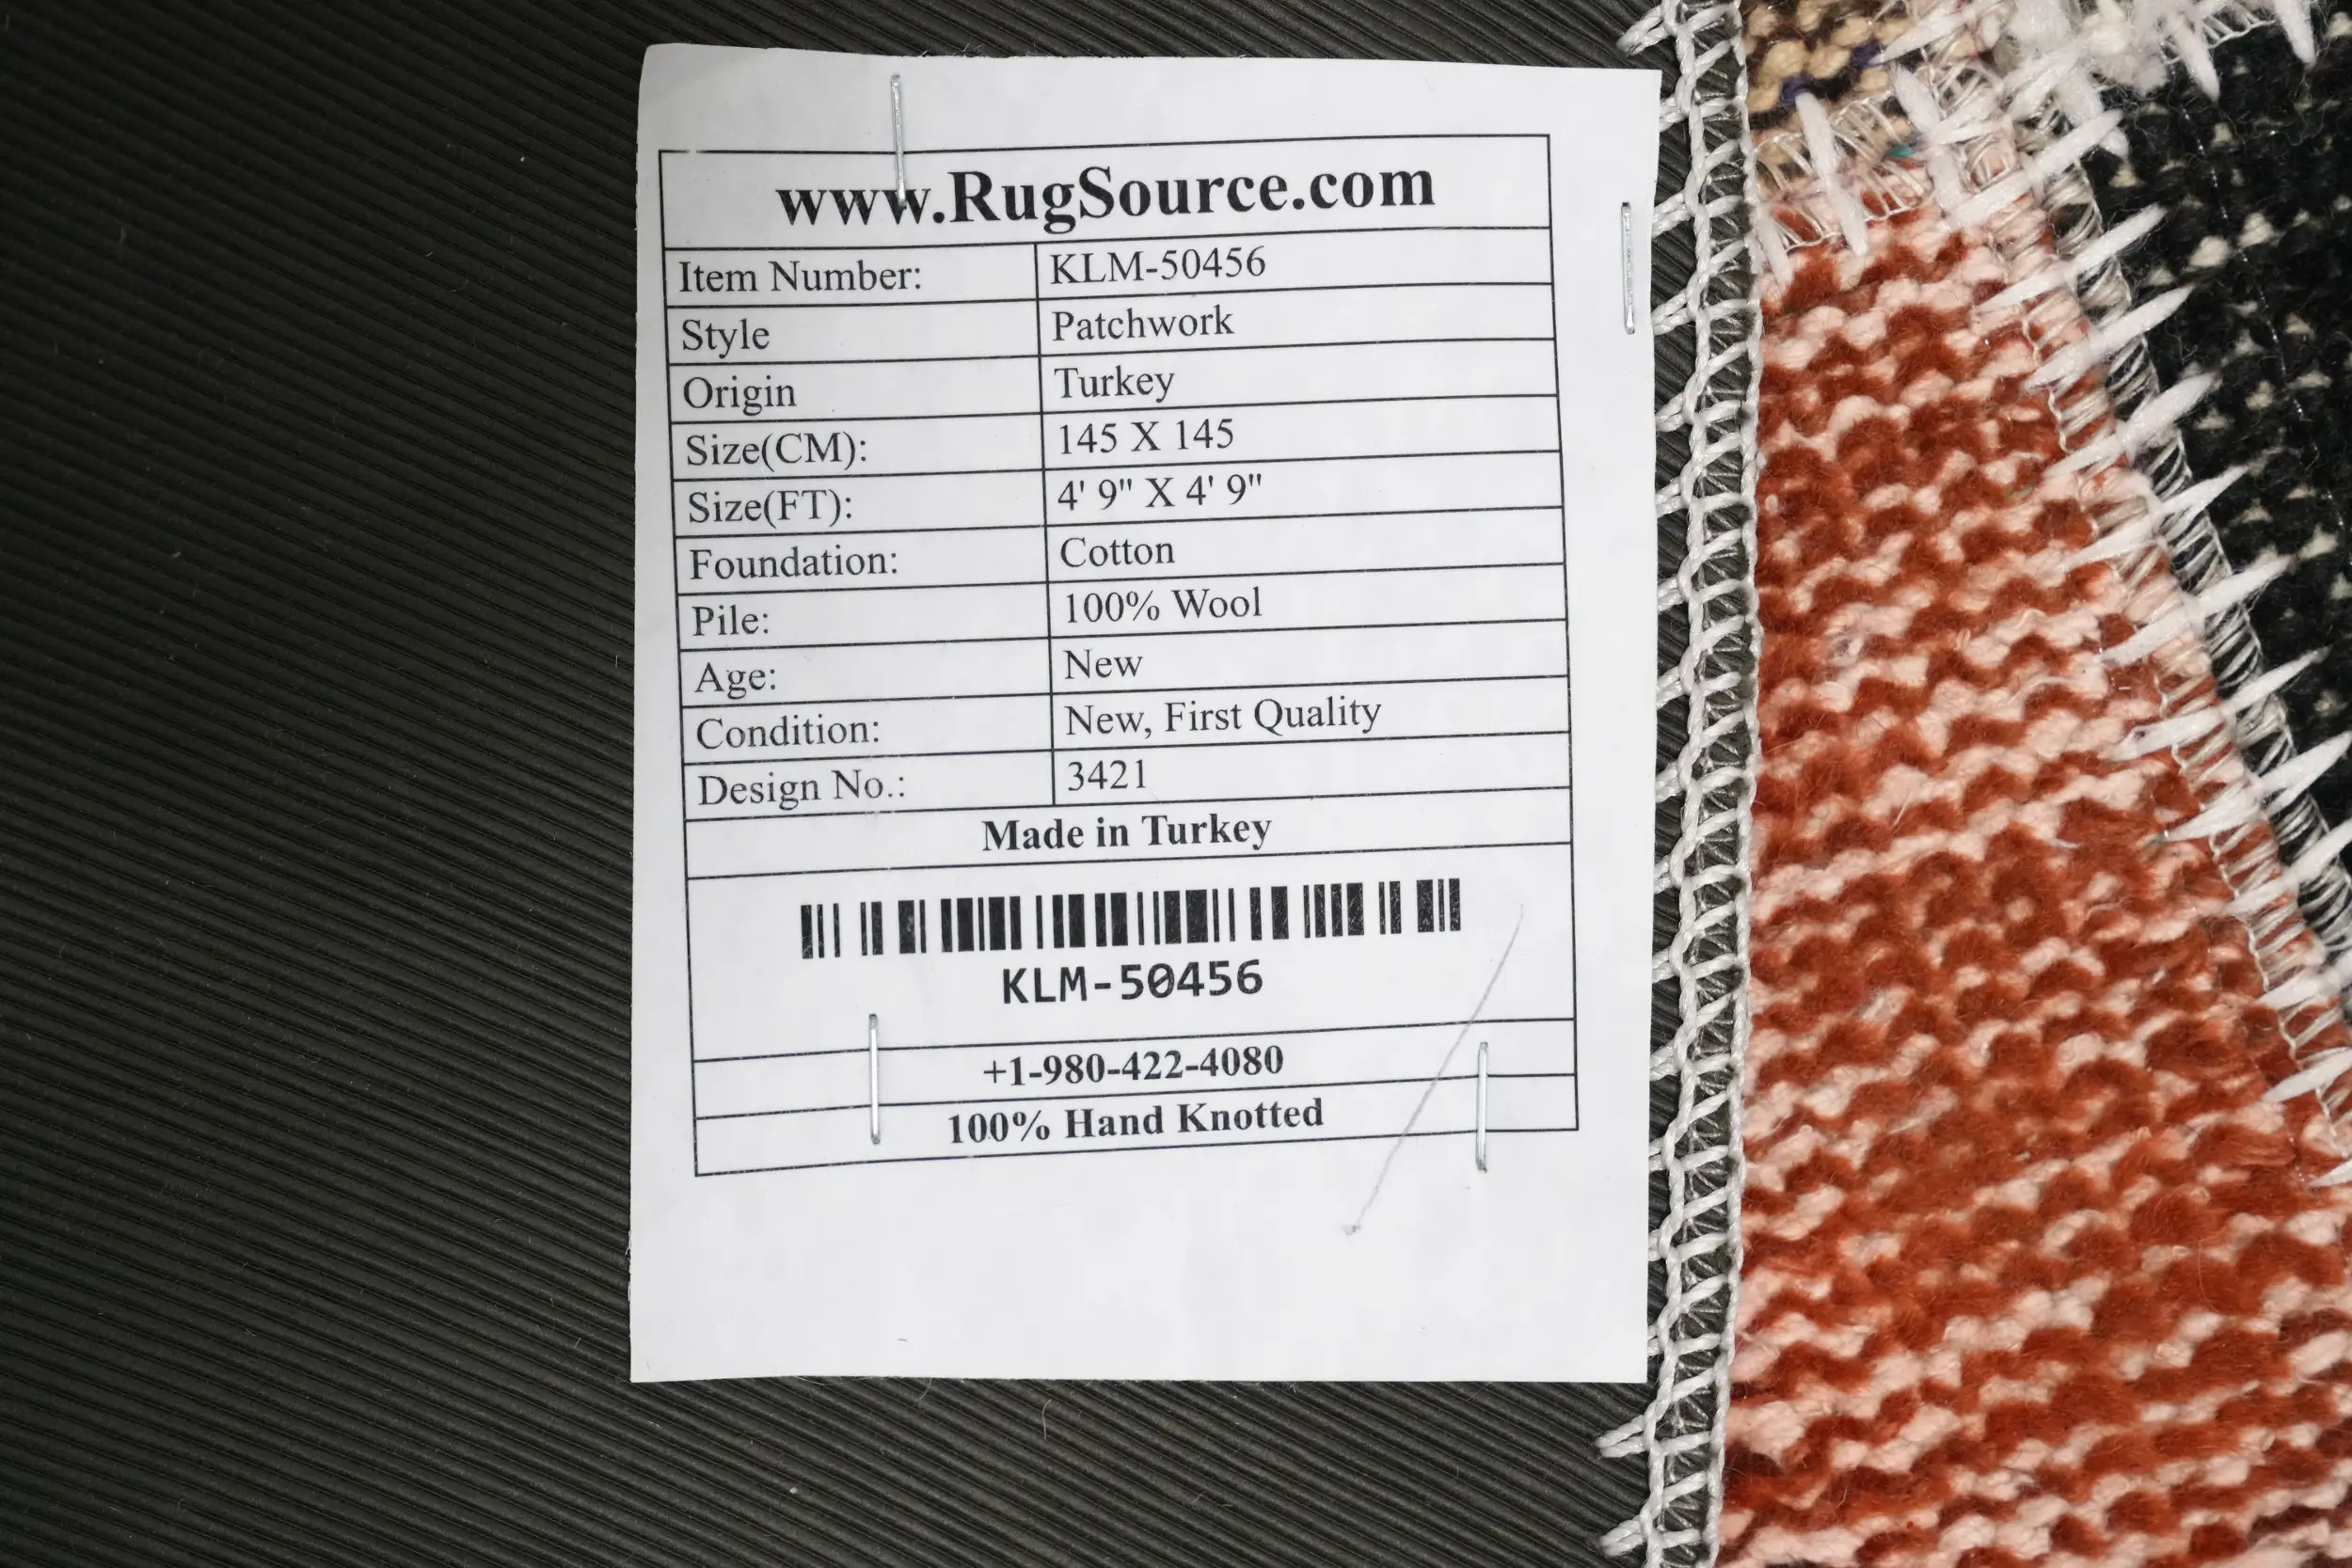 www.RugSource.com
Item Number: KLM-50456
Style Patchwork
Origin Turkey
Size(CM): 145 X 145
Size(FT): 4' 9" X 4' 9"
Foundation: Cotton
Pile: 100% Wool
Age: New
Condition: New, First Quality
Design No.: 3421
Made in Turkey
KLM-50456
+1-980-422-4080
100% Hand Knotted